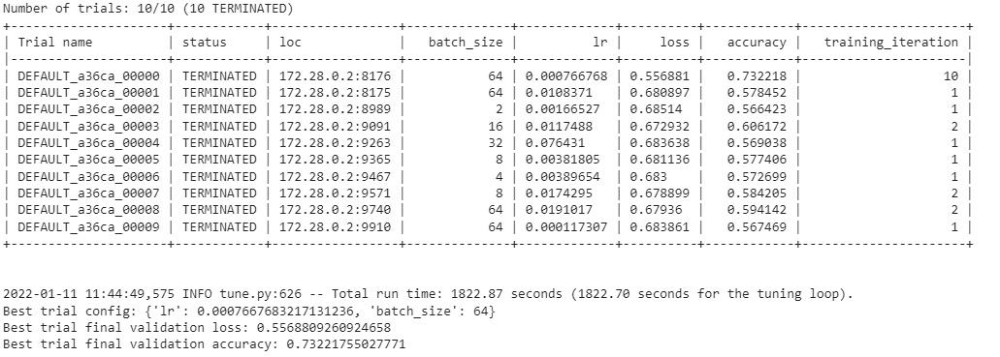 Number of trials: 10/10 (10 TERMINATED)
+------------------------+------------+-------------------+--------------+-------------+----------+------------+----------------------+
| Trial name | status | loc | batch_size | lr | loss | accuracy | training_iteration |
|------------------------+------------+-------------------+--------------+-------------+----------+------------+----------------------|
| DEFAULT_a36ca_00000 | TERMINATED | 172.28.0.2:8176 | 64 | 0.000766768 | 0.556881 | 0.732218 | 10 |
| DEFAULT_a36ca_00001 | TERMINATED | 172.28.0.2:8175 | 64 | 0.0108371 | 0.680897 | 0.578452 | 1 |
| DEFAULT_a36ca_00002 | TERMINATED | 172.28.0.2:8989 | 2 | 0.00166527 | 0.68514 | 0.566423 | 1 |
| DEFAULT_a36ca_00003 | TERMINATED | 172.28.0.2:9091 | 16 | 0.0117488 | 0.672932 | 0.606172 | 2 |
| DEFAULT_a36ca_00004 | TERMINATED | 172.28.0.2:9263 | 32 | 0.076431 | 0.683638 | 0.569038 | 1 |
| DEFAULT_a36ca_00005 | TERMINATED | 172.28.0.2:9365 | 8 | 0.00381805 | 0.681136 | 0.577406 | 1 |
| DEFAULT_a36ca_00006 | TERMINATED | 172.28.0.2:9467 | 4 | 0.00389654 | 0.683 | 0.572699 | 1 |
| DEFAULT_a36ca_00007 | TERMINATED | 172.28.0.2:9571 | 8 | 0.0174295 | 0.678899 | 0.584205 | 2 |
| DEFAULT_a36ca_00008 | TERMINATED | 172.28.0.2:9740 | 64 | 0.0191017 | 0.67936 | 0.594142 | 2 |
| DEFAULT_a36ca_00009 | TERMINATED | 172.28.0.2:9910 | 64 | 0.000117307 | 0.683861 | 0.567469 | 1 |
+------------------------+------------+-------------------+--------------+-------------+----------+------------+----------------------+
2022-01-11 11:44:49,575 INFO tune.py:626 -- Total run time: 1822.87 seconds (1822.70 seconds for the tuning loop).
Best trial config: {'lr': 0.0007667683217131236, 'batch_size': 64}
Best trial final validation loss: 0.5568809260924658
Best trial final validation accuracy: 0.73221755027771